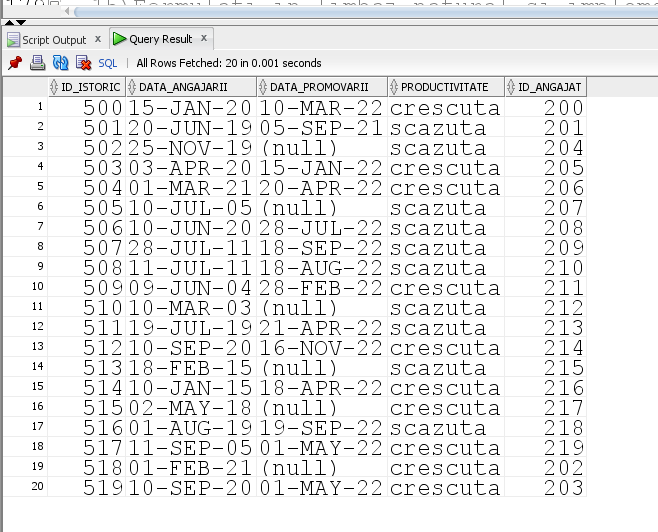 Script Output × Query Result ×
SQL | All Rows Fetched: 20 in 0.001 seconds
ID_ISTORIC DATA_ANGAJARII DATA_PROMOVARII PRODUCTIVITATE ID_ANGAJAT
1 500 15-JAN-20 10-MAR-22 crescuta 200
2 501 20-JUN-19 05-SEP-21 scazuta 201
3 502 25-NOV-19 (null) scazuta 204
4 503 03-APR-20 15-JAN-22 crescuta 205
5 504 01-MAR-21 20-APR-22 crescuta 206
6 505 10-JUL-05 (null) scazuta 207
7 506 10-JUN-20 28-JUL-22 crescuta 208
8 507 28-JUL-11 18-SEP-22 scazuta 209
9 508 11-JUL-11 18-AUG-22 scazuta 210
10 509 09-JUN-04 28-FEB-22 crescuta 211
11 510 10-MAR-03 (null) scazuta 212
12 511 19-JUL-19 21-APR-22 scazuta 213
13 512 10-SEP-20 16-NOV-22 crescuta 214
14 513 18-FEB-15 (null) scazuta 215
15 514 10-JAN-15 18-APR-22 crescuta 216
16 515 02-MAY-18 (null) crescuta 217
17 516 01-AUG-19 19-SEP-22 scazuta 218
18 517 11-SEP-05 01-MAY-22 crescuta 219
19 518 01-FEB-21 (null) crescuta 202
20 519 10-SEP-20 01-MAY-22 crescuta 203